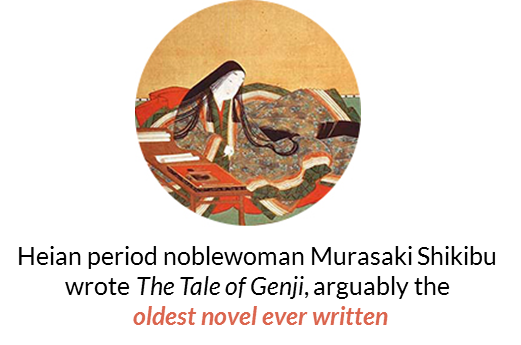 Heian period noblewoman Murasaki Shikibu
wrote The Tale of Genji, arguably the
oldest novel ever written